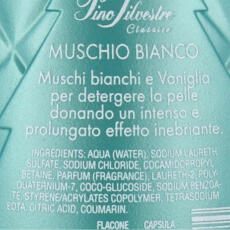 Pino Silvestre
Classico
MUSCHIO BIANCO
Muschi bianchi e Vaniglia
per detergere la pelle
donando un intenso e
prolungato effetto inebriante.
INGREDIENTS: AQUA (WATER), SODIUM LAURETH
SULFATE, SODIUM CHLORIDE, COCAMIDOPROPYL
BETAINE, PARFUM (FRAGRANCE), LAURETH-2, POLY-
QUATERNIUM-7, COCO-GLUCOSIDE, SODIUM BENZOA-
TE, STYRENE/ACRYLATES COPOLYMER, TETRASODIUM
EDTA, CITRIC ACID, COUMARIN.
FLACONE CAPSULA